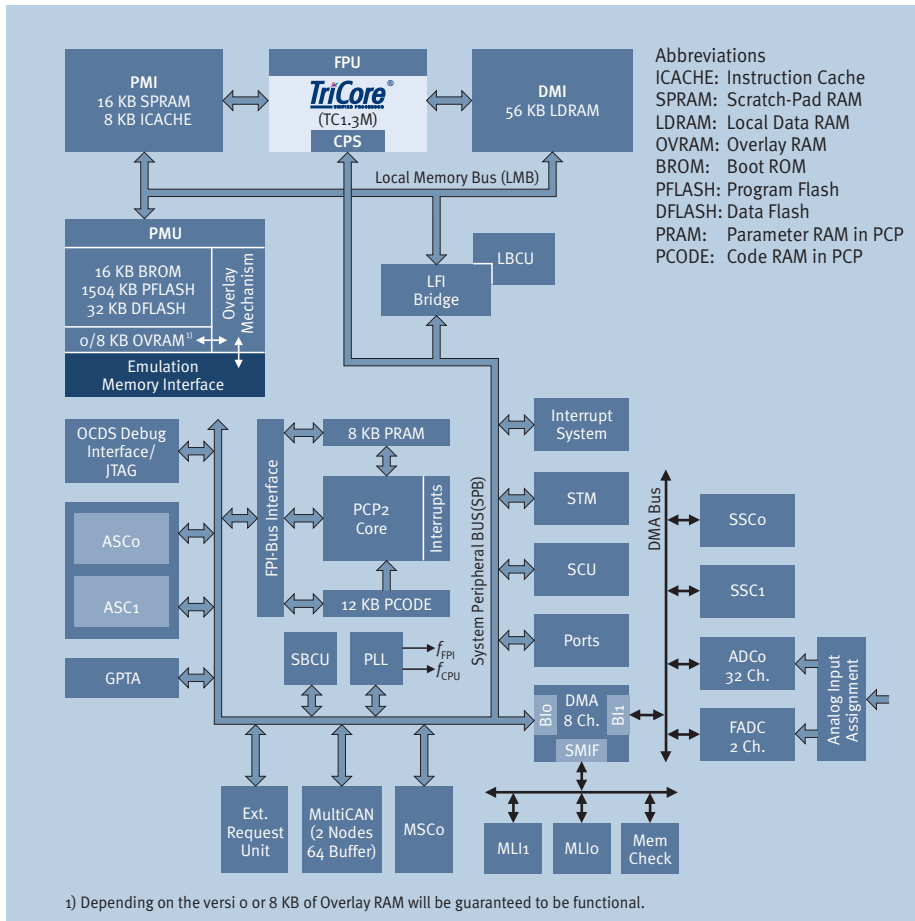 PMI
16 KB SPRAM
8 KB ICACHE
FPU
TriCore®
UNIFIED PROCESSOR
(TC1.3M)
CPS
DMI
56 KB LDRAM
Abbreviations
ICACHE: Instruction Cache
SPRAM: Scratch-Pad RAM
LDRAM: Local Data RAM
OVRAM: Overlay RAM
BROM: Boot ROM
PFLASH: Program Flash
DFLASH: Data Flash
PRAM: Parameter RAM in PCP
PCODE: Code RAM in PCP
Local Memory Bus (LMB)
PMU
16 KB BROM
1504 KB PFLASH
32 KB DFLASH
Overlay
Mechanism
0/8 KB OVRAM1)
Emulation
Memory Interface
LBCU
LFI
Bridge
OCDS Debug
Interface/
JTAG
ASC0
ASC1
GPTA
FPI-Bus Interface
8 KB PRAM
PCP2
Core
Interrupts
12 KB PCODE
SBCU
PLL
fFPI
fCPU
System Peripheral BUS(SPB)
Interrupt
System
STM
SCU
Ports
BI0
DMA
8 Ch.
BI1
SMIF
DMA Bus
SSC0
SSC1
ADC0
32 Ch.
FADC
2 Ch.
Analog Input
Assignment
Ext.
Request
Unit
MultiCAN
(2 Nodes
64 Buffer)
MSC0
MLI1
MLI0
Mem
Check
1) Depending on the versi 0 or 8 KB of Overlay RAM will be guaranteed to be functional.